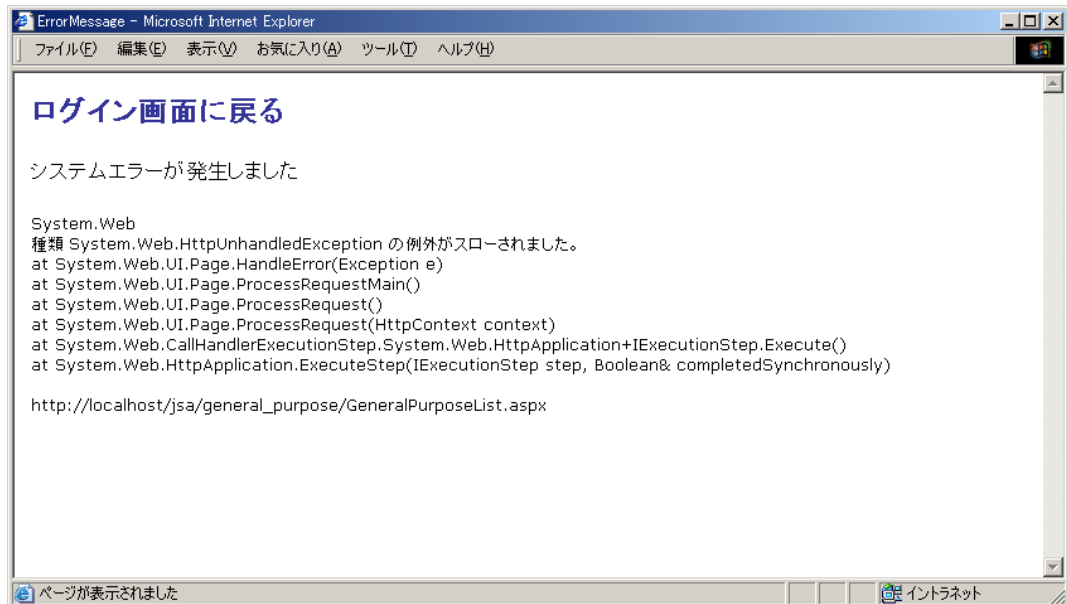 ErrorMessage - Microsoft Internet Explorer
ファイル(F) 編集(E) 表示(V) お気に入り(A) ツール(T) ヘルプ(H)
ログイン画面に戻る
システムエラーが発生しました
System.Web
種類 System.Web.HttpUnhandledException の例外がスローされました。
at System.Web.UI.Page.HandleError(Exception e)
at System.Web.UI.Page.ProcessRequestMain()
at System.Web.UI.Page.ProcessRequest()
at System.Web.UI.Page.ProcessRequest(HttpContext context)
at System.Web.CallHandlerExecutionStep.System.Web.HttpApplication+IExecutionStep.Execute()
at System.Web.HttpApplication.ExecuteStep(IExecutionStep step, Boolean& completedSynchronously)
http://localhost/jsa/general_purpose/GeneralPurposeList.aspx
ページが表示されました イントラネット